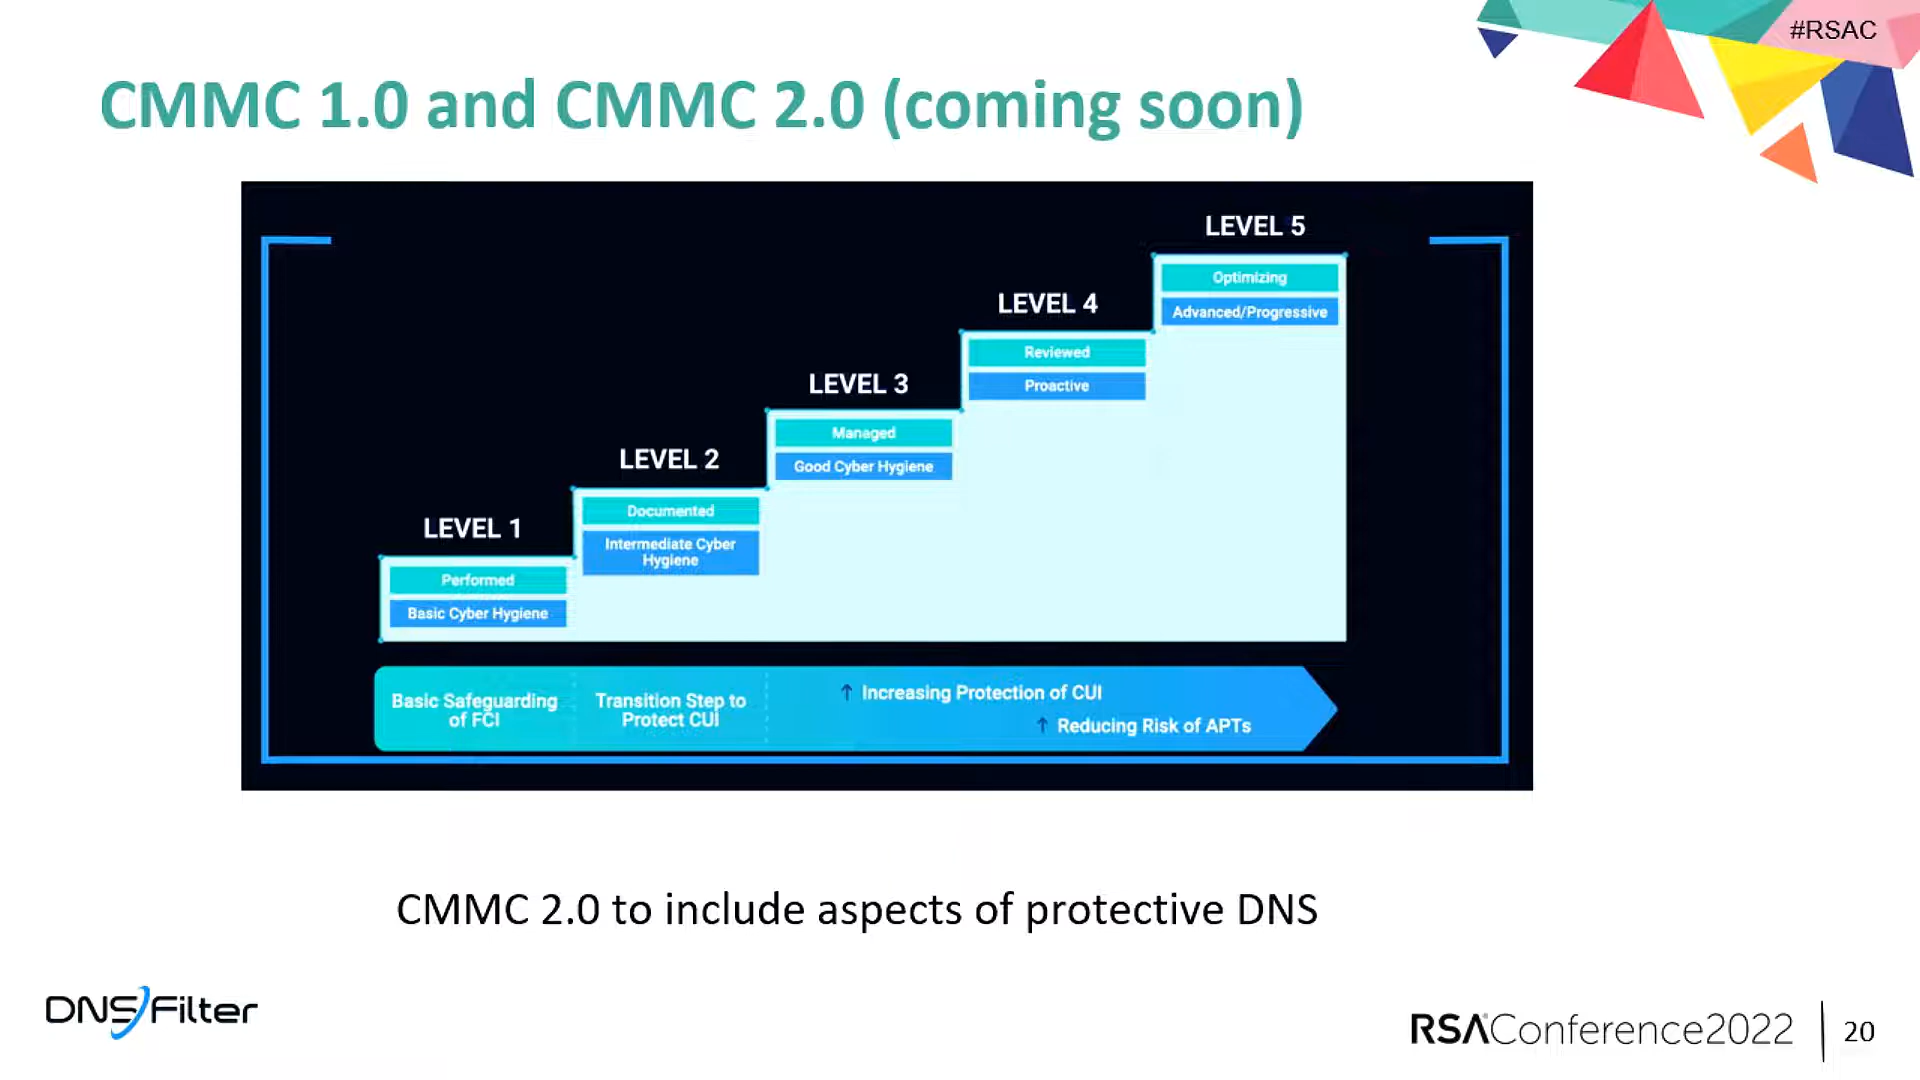 #RSAC
CMMC 1.0 and CMMC 2.0 (coming soon)
LEVEL 5
Optimizing
Advanced/Progressive
LEVEL 4
Reviewed
Proactive
LEVEL 3
Managed
Good Cyber Hygiene
LEVEL 2
Documented
Intermediate Cyber
Hygiene
LEVEL 1
Performed
Basic Cyber Hygiene
Basic Safeguarding
of FCI
Transition Step to
Protect CUI
↑ Increasing Protection of CUI
↑ Reducing Risk of APTs
CMMC 2.0 to include aspects of protective DNS
DNSFilter
RSAConference2022
20